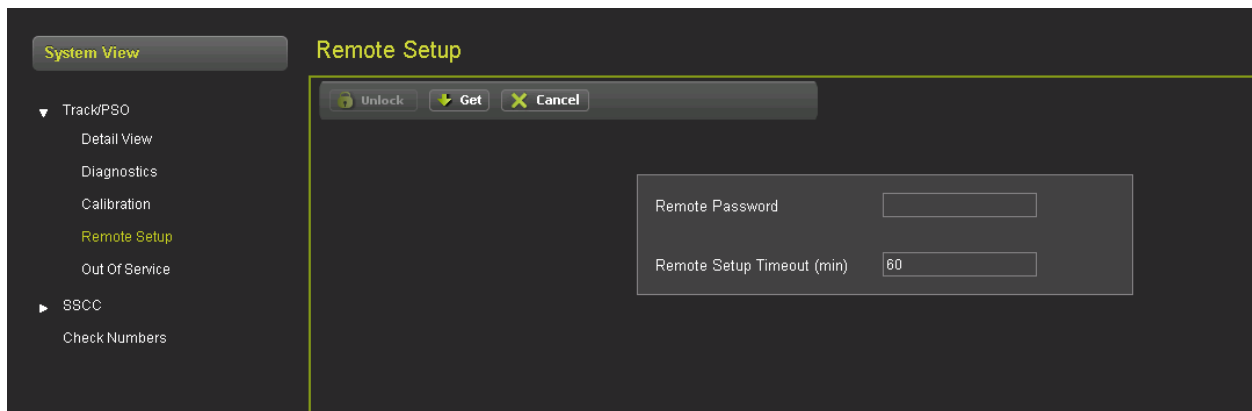 System View
Remote Setup
Unlock Get Cancel
Track/PSO
Detail View
Diagnostics
Calibration
Remote Setup
Out Of Service
SSCC
Check Numbers
Remote Password
Remote Setup Timeout (min) 60